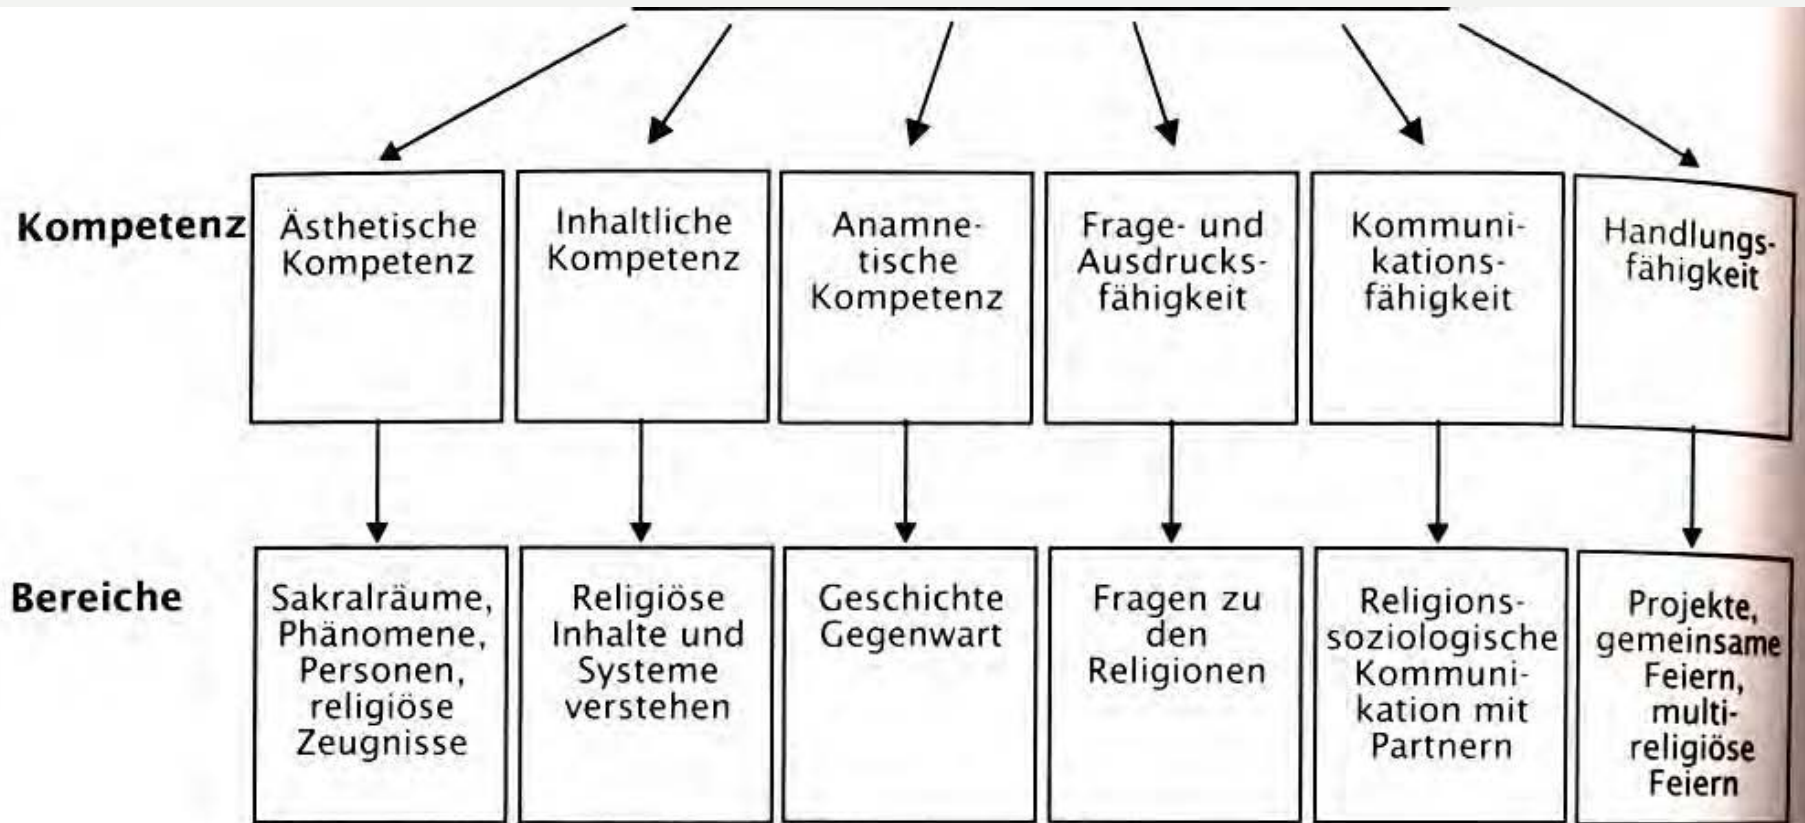 Kompetenz
Ästhetische
Kompetenz
Inhaltliche
Kompetenz
Anamne-
tische
Kompetenz
Frage- und
Ausdrucks-
fähigkeit
Kommuni-
kations-
fähigkeit
Handlungs-
fähigkeit
Bereiche
Sakralräume,
Phänomene,
Personen,
religiöse
Zeugnisse
Religiöse
Inhalte und
Systeme
verstehen
Geschichte
Gegenwart
Fragen zu
den
Religionen
Religions-
soziologische
Kommuni-
kation mit
Partnern
Projekte,
gemeinsame
Feiern,
multi-
religiöse
Feiern